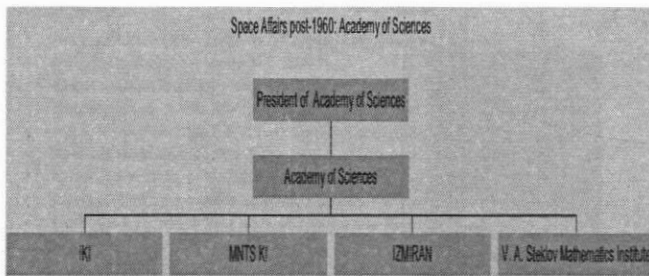 Space Affairs post-1960: Academy of Sciences
President of Academy of Sciences
Academy of Sciences
IKI
MNTS KI
IZMIRAN
V. A. Steklov Mathematics Institute